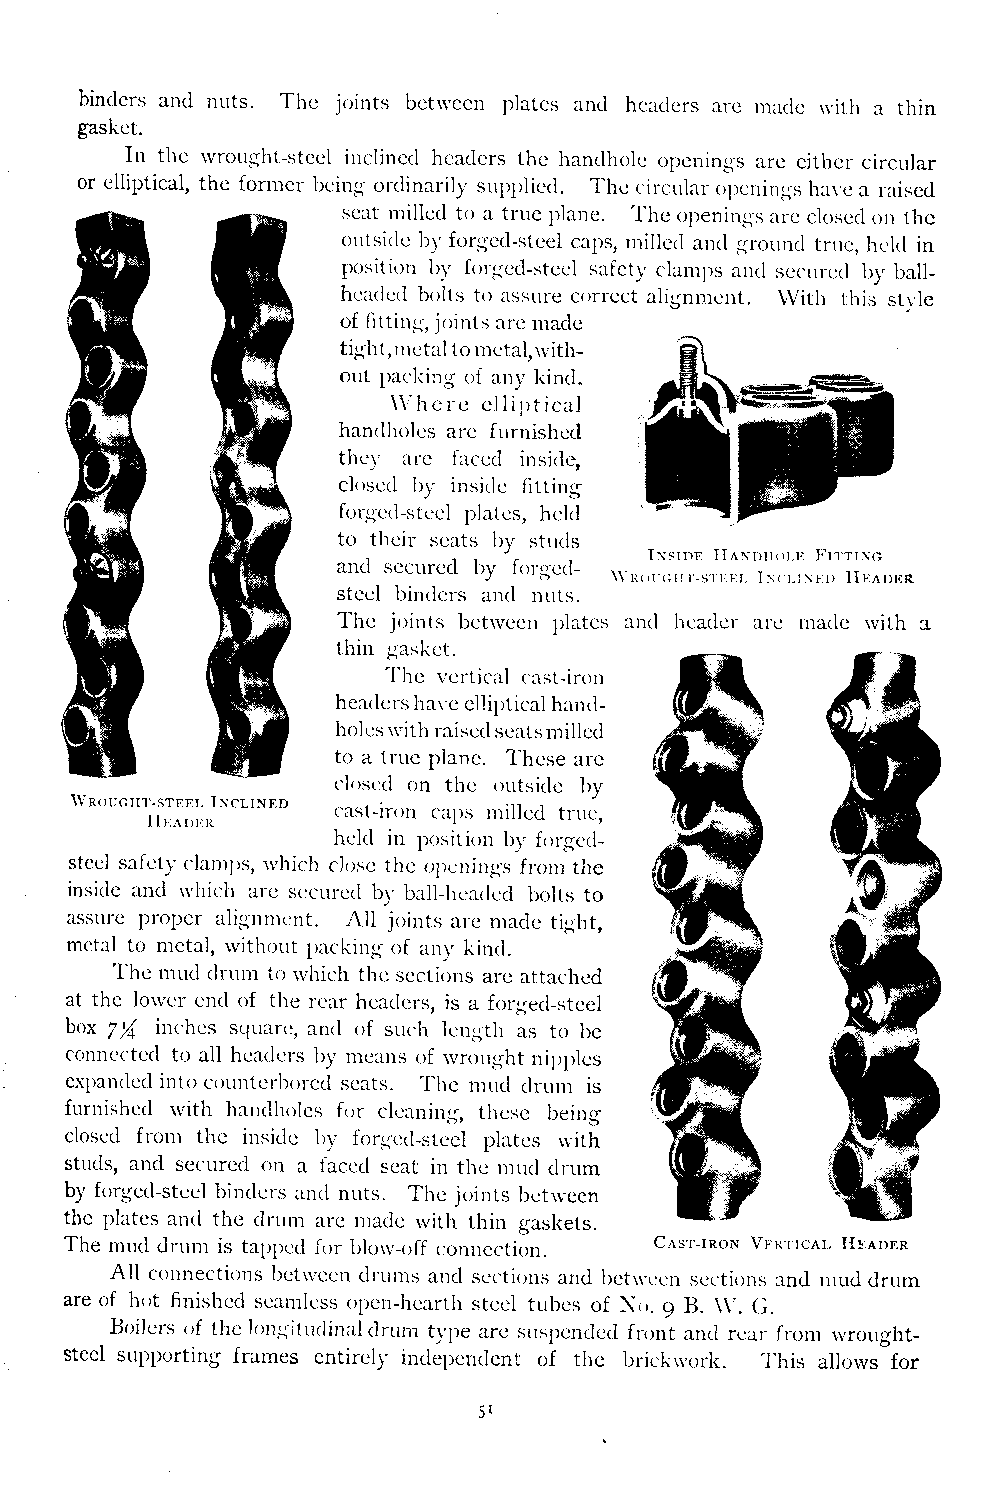 binders and nuts. The joints between plates and headers are made with a thin
gasket.
In the wrought-steel inclined headers the handhole openings are either circular
or elliptical, the former being ordinarily supplied. The circular openings have a raised
seat milled to a true plane. The openings are closed on the
outside by forged-steel caps, milled and ground true, held in
position by forged-steel safety clamps and secured by ball-
headed bolts to assure correct alignment. With this style
of fitting, joints are made
tight, metal to metal, with-
out packing of any kind.
Where elliptical
handholes are furnished
they are faced inside,
closed by inside fitting
forged-steel plates, held
to their seats by studs
and secured by forged-
steel binders and nuts.
The joints between plates and header are made with a
thin gasket.
Inside Handhole Fitting
Wrought-steel Inclined Header
The vertical cast-iron
headers have elliptical hand-
holes with raised seats milled
to a true plane. These are
closed on the outside by
cast-iron caps milled true,
held in position by forged-
Wrought-steel Inclined
Header
steel safety clamps, which close the openings from the
inside and which are secured by ball-headed bolts to
assure proper alignment. All joints are made tight,
metal to metal, without packing of any kind.
The mud drum to which the sections are attached
at the lower end of the rear headers, is a forged-steel
box 7¼ inches square, and of such length as to be
connected to all headers by means of wrought nipples
expanded into counterbored seats. The mud drum is
furnished with handholes for cleaning, these being
closed from the inside by forged-steel plates with
studs, and secured on a faced seat in the mud drum
by forged-steel binders and nuts. The joints between
the plates and the drum are made with thin gaskets.
The mud drum is tapped for blow-off connection.
Cast-iron Vertical Header
All connections between drums and sections and between sections and mud drum
are of hot finished seamless open-hearth steel tubes of No. 9 B. W. G.
Boilers of the longitudinal drum type are suspended front and rear from wrought-
steel supporting frames entirely independent of the brickwork. This allows for
51